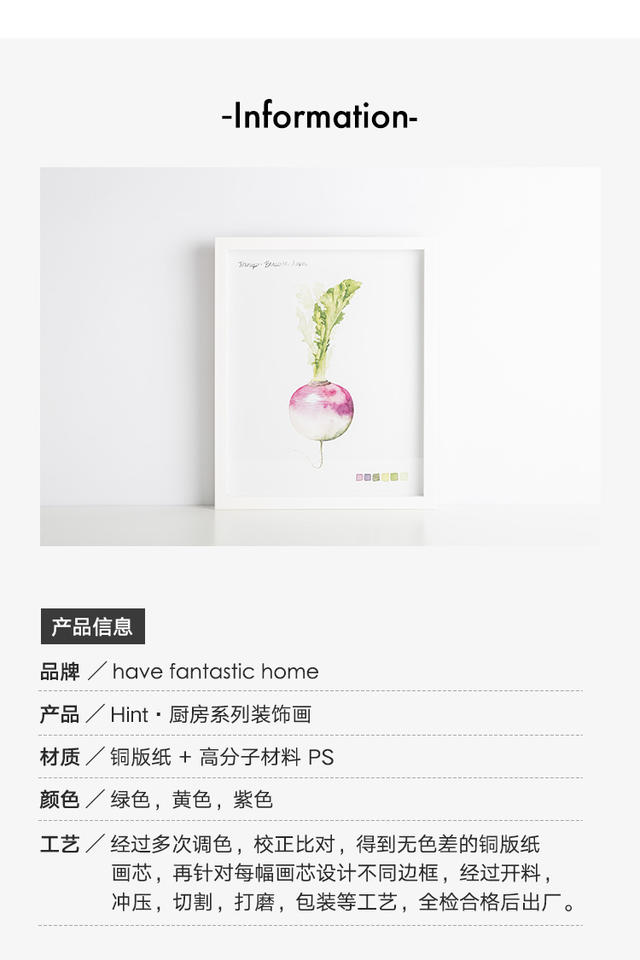 -Information-
产品信息
品牌 / have fantastic home
产品 / Hint · 厨房系列装饰画
材质 / 铜版纸 + 高分子材料 PS
颜色 / 绿色，黄色，紫色
工艺 / 经过多次调色，校正比对，得到无色差的铜版纸
画芯，再针对每幅画芯设计不同边框，经过开料，
冲压，切割，打磨，包装等工艺，全检合格后出厂。